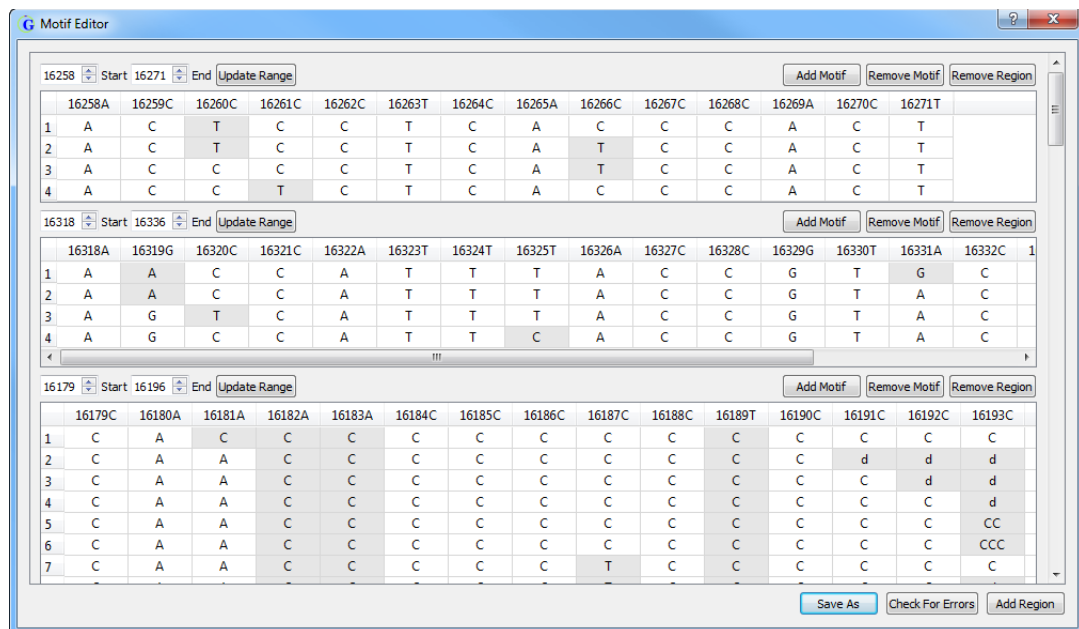 G Motif Editor
16258 Start 16271 End Update Range Add Motif Remove Motif Remove Region
16258A 16259C 16260C 16261C 16262C 16263T 16264C 16265A 16266C 16267C 16268C 16269A 16270C 16271T
1 A C T C C T C A C C C A C T
2 A C T C C T C A T C C A C T
3 A C C C C T C A T C C A C T
4 A C C T C T C A C C C A C T
16318 Start 16336 End Update Range Add Motif Remove Motif Remove Region
16318A 16319G 16320C 16321C 16322A 16323T 16324T 16325T 16326A 16327C 16328C 16329G 16330T 16331A 16332C 1
1 A A C C A T T T A C C G T G C
2 A A C C A T T T A C C G T A C
3 A G T C A T T T A C C G T A C
4 A G C C A T T C A C C G T A C
16179 Start 16196 End Update Range Add Motif Remove Motif Remove Region
16179C 16180A 16181A 16182A 16183A 16184C 16185C 16186C 16187C 16188C 16189T 16190C 16191C 16192C 16193C
1 C A C C C C C C C C C C C C C
2 C A A C C C C C C C C C d d d
3 C A A C C C C C C C C C C d d
4 C A A C C C C C C C C C C C d
5 C A A C C C C C C C C C C C CC
6 C A A C C C C C C C C C C C CCC
7 C A A C C C C C T C C C C C C
Save As Check For Errors Add Region